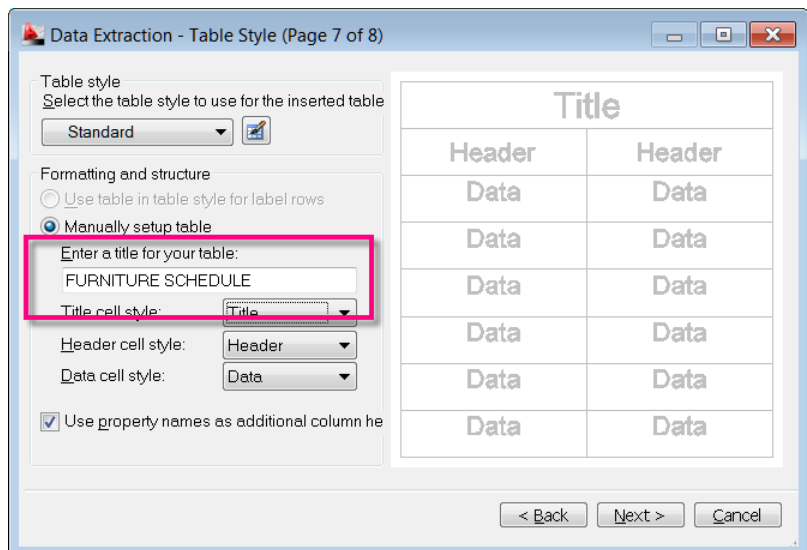 Data Extraction - Table Style (Page 7 of 8)
Table style
Select the table style to use for the inserted table
Standard
Formatting and structure
Use table in table style for label rows
Manually setup table
Enter a title for your table:
FURNITURE SCHEDULE
Title cell style: Title
Header cell style: Header
Data cell style: Data
Use property names as additional column he
Title
Header Header
Data Data
Data Data
Data Data
Data Data
Data Data
Data Data
< Back Next > Cancel